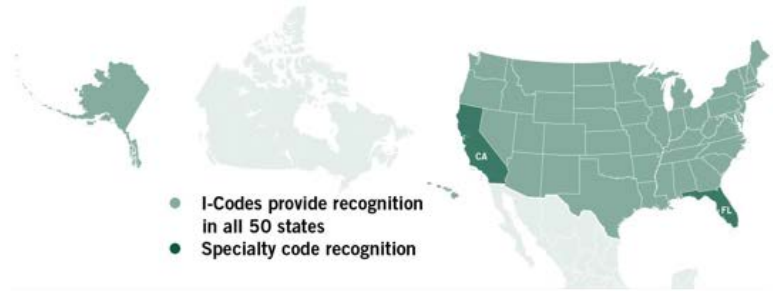 CA
FL
I-Codes provide recognition
in all 50 states
Specialty code recognition